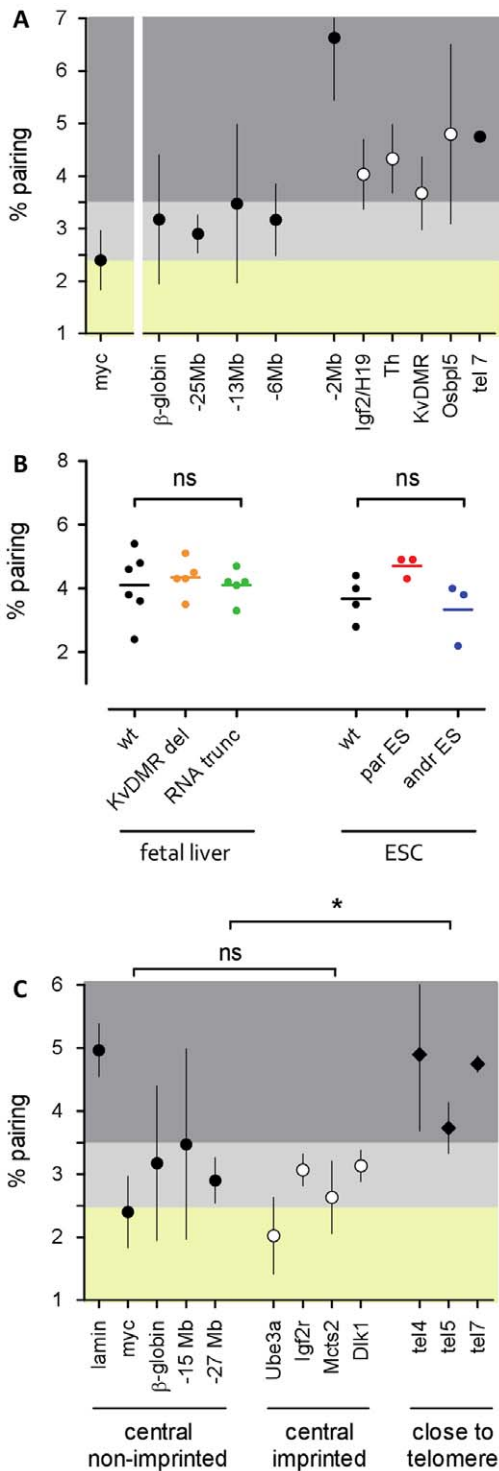 A
% pairing
7
6
5
4
3
2
1
myc
β-globin
-25Mb
-13Mb
-6Mb
-2Mb
Igf2/H19
Th
KvDMR
Osbpl5
tel 7
B
% pairing
8
6
4
2
ns
ns
wt
KvDMR del
RNA trunc
wt
par ES
andr ES
fetal liver
ESC
*
ns
C
% pairing
6
5
4
3
2
1
lamin
myc
β-globin
-15 Mb
-27 Mb
Ube3a
Igf2r
Mcts2
Dlk1
tel4
tel5
tel7
central
non-imprinted
central
imprinted
close to
telomere